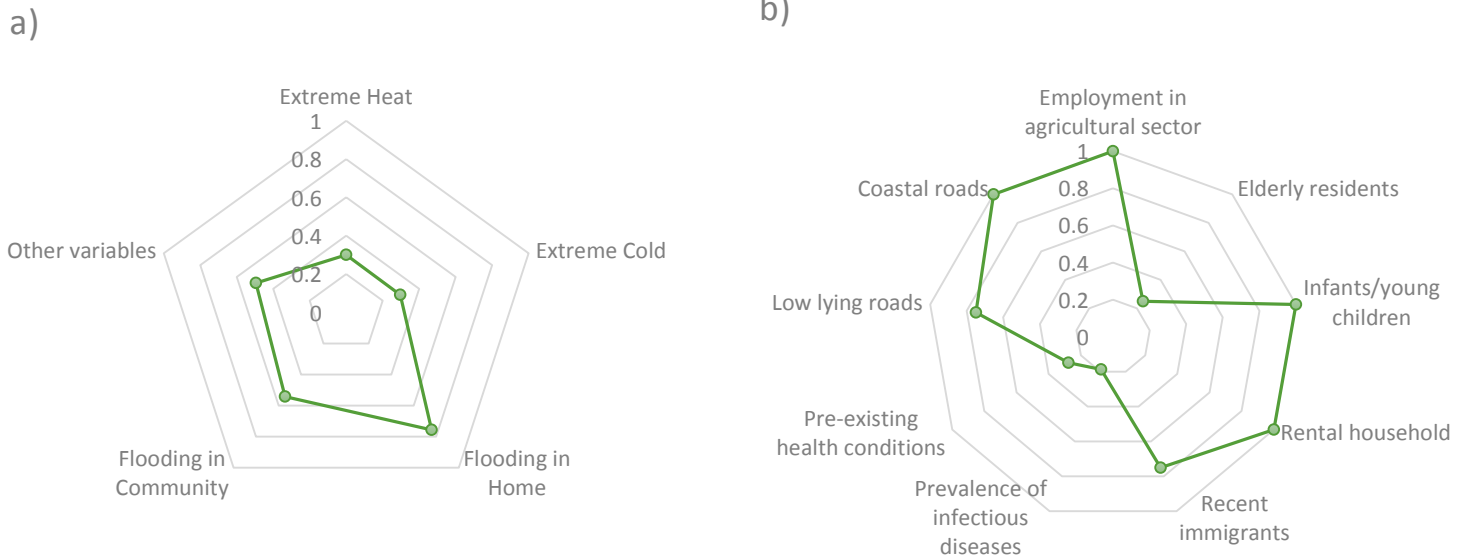 a)
Extreme Heat
1
0.8
0.6
0.4
0.2
0
Other variables
Extreme Cold
Flooding in
Community
Flooding in
Home
b)
Employment in
agricultural sector
1
0.8
0.6
0.4
0.2
0
Coastal roads
Elderly residents
Low lying roads
Infants/young
children
Pre-existing
health conditions
Rental household
Prevalence of
infectious
diseases
Recent
immigrants